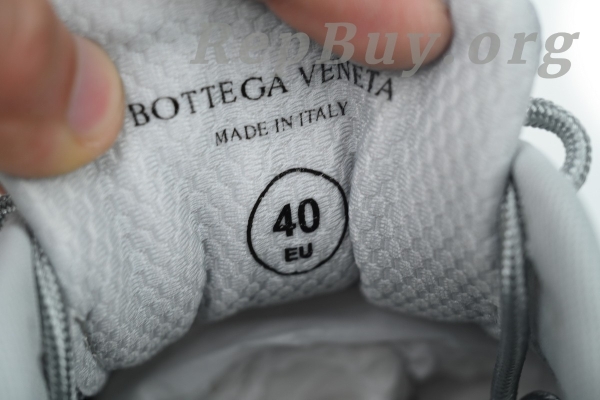 RepBuy org
BOTTEGA VENETA
MADE IN ITALY
40
EU